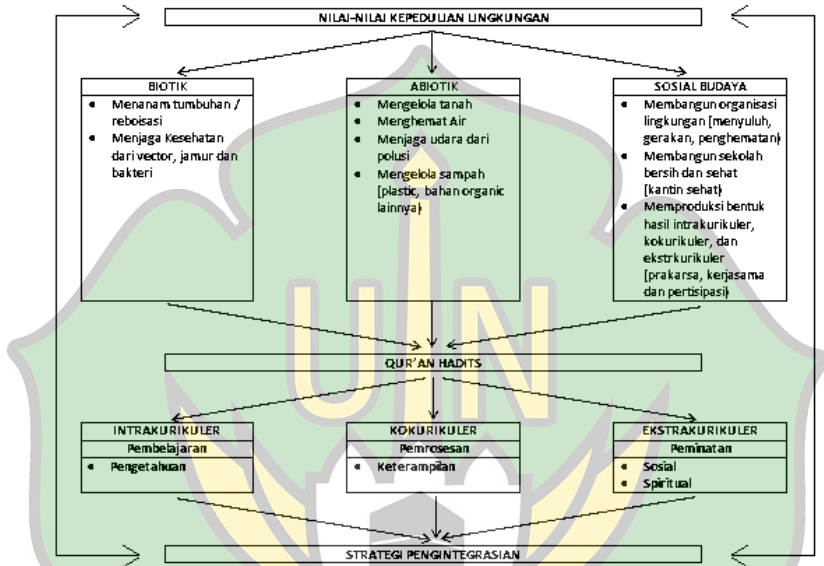 NILAI-NILAI KEPEDULIAN LINGKUNGAN
BIOTIK
• Menanam tumbuhan /
reboisasi
• Menjaga Kesehatan
dari vector, jamur dan
bakteri
ABIOTIK
• Mengelola tanah
• Menghemat Air
• Menjaga udara dari
polusi
• Mengelola sampah
[plastic, bahan organic
lainnya)
SOSIAL BUDAYA
• Membangun organisasi
lingkungan [menyuluh,
gerakan, penghematan)
• Membangun sekolah
bersih dan sehat
[kantin sehat)
• Memproduksi bentuk
hasil intrakurikuler,
kokurikuler, dan
ekstrkurikuler
[prakarsa, kerjasama
dan pertisipasi)
UIN
QUR'AN HADITS
INTRAKURIKULER
Pembelajaran
• Pengetahuan
KOKURIKULER
Pemrosesan
• Keterampilan
EKSTRAKURIKULER
Peminatan
• Sosial
• Spiritual
STRATEGI PENGINTEGRASIAN